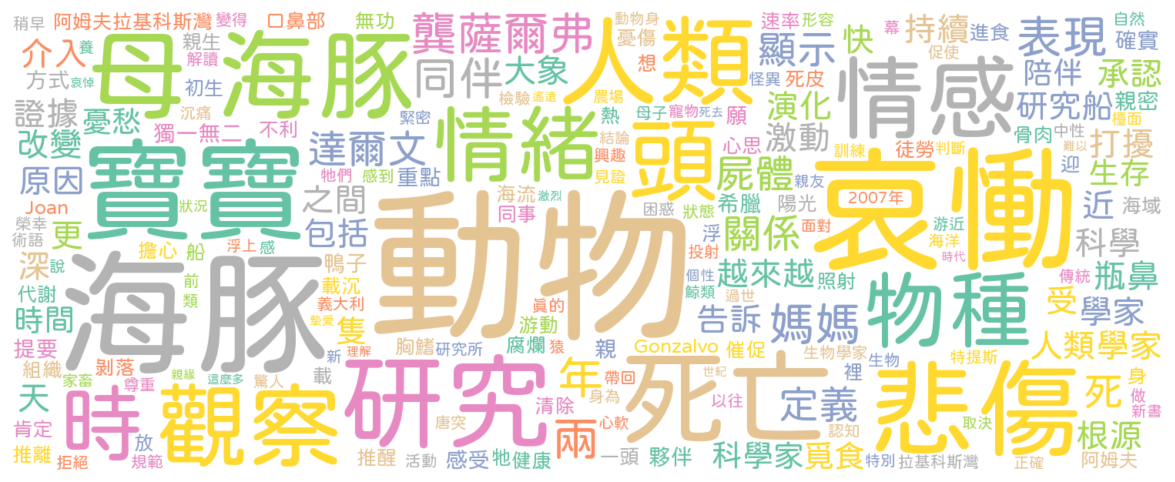 稍早 阿姆夫拉基科斯灣 變得 口鼻部 無功 龔薩爾弗 人類 動物身 速率 形容 幕 持續 進食 表現 自然
介入 養 解讀 親生 母海豚 同伴 大象 憂傷 想 顯示 快 促使 確實
方式 哀悼 初生 怪異 死皮 情感 陪伴 承認
證據 憂愁 沉痛 緊密 檢驗 遙遠 農場 母子 寵物 死去 演化 研究船 親密
改變 獨一無二 不利 情緒 熱 頭 願 激動 骨肉 中性 檯面
原因 寶寶 達爾文 結論 興趣 心思 訓練 判斷 徒勞 難以 打擾
牠們 感到 重點 見證 屍體 親友 迎 生存
Joan 狀況 之間 海流 激烈 希臘 陽光 2007年 哀慟 近 海域
榮幸 術語 更 同事 困惑 狀態 浮 關係 面對 游近 海洋 時代 科學
擔心 船 浮上 感 包括 動物 投射
深 說 前 鴨子 個性 越來越 照射 傳統 瓶鼻
代謝 類 海豚 載沉 義大利 真的 鯨類 過世 物種 受 學家
時間 摯愛 隻 游動 告訴 媽媽
提要 新 理解 胸鰭 研究所 腐爛 猿 親 Gonzalvo 催促 生物學家 生物 裡 人類學家
組織 剝落 載 帶回 世紀 特提斯 身
家畜 尊重 親緣 這麼多 研究 年 身為 死亡 悲傷 死 做
天 驚人 清除 以往 定義 新書
時 觀察 唐突 心軟 取決 根源
肯定 放 兩 認知
推離 推醒 牠 健康 一頭 科學家 覓食
拒絕 規範 活動 感受 夥伴 特別 拉基科斯灣 正確 阿姆夫